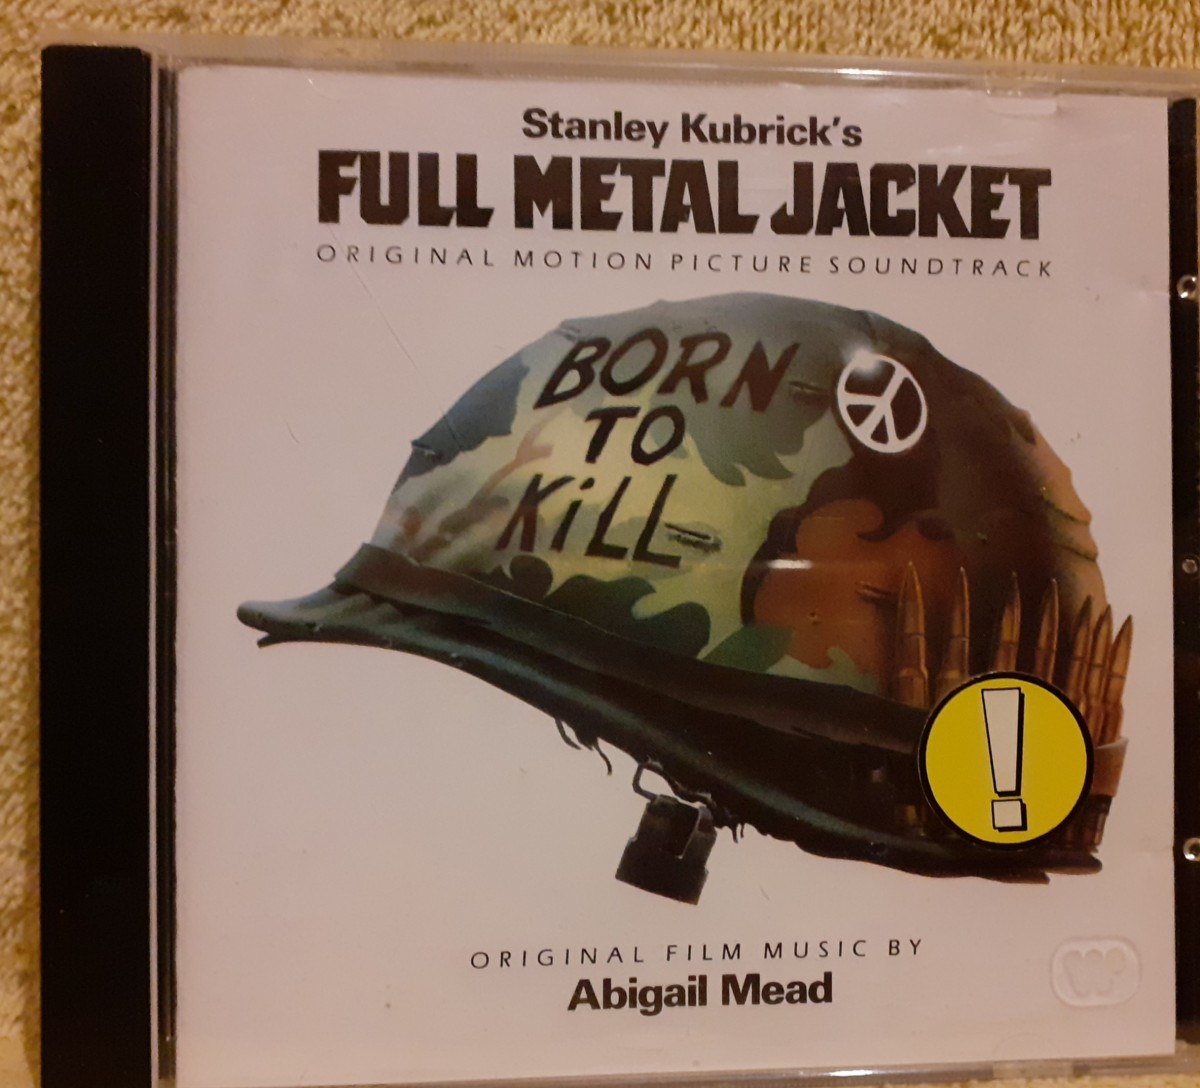 Stanley Kubrick's
FULL METAL JACKET
ORIGINAL MOTION PICTURE SOUNDTRACK
BORN
TO
KiLL
!
ORIGINAL FILM MUSIC BY
Abigail Mead